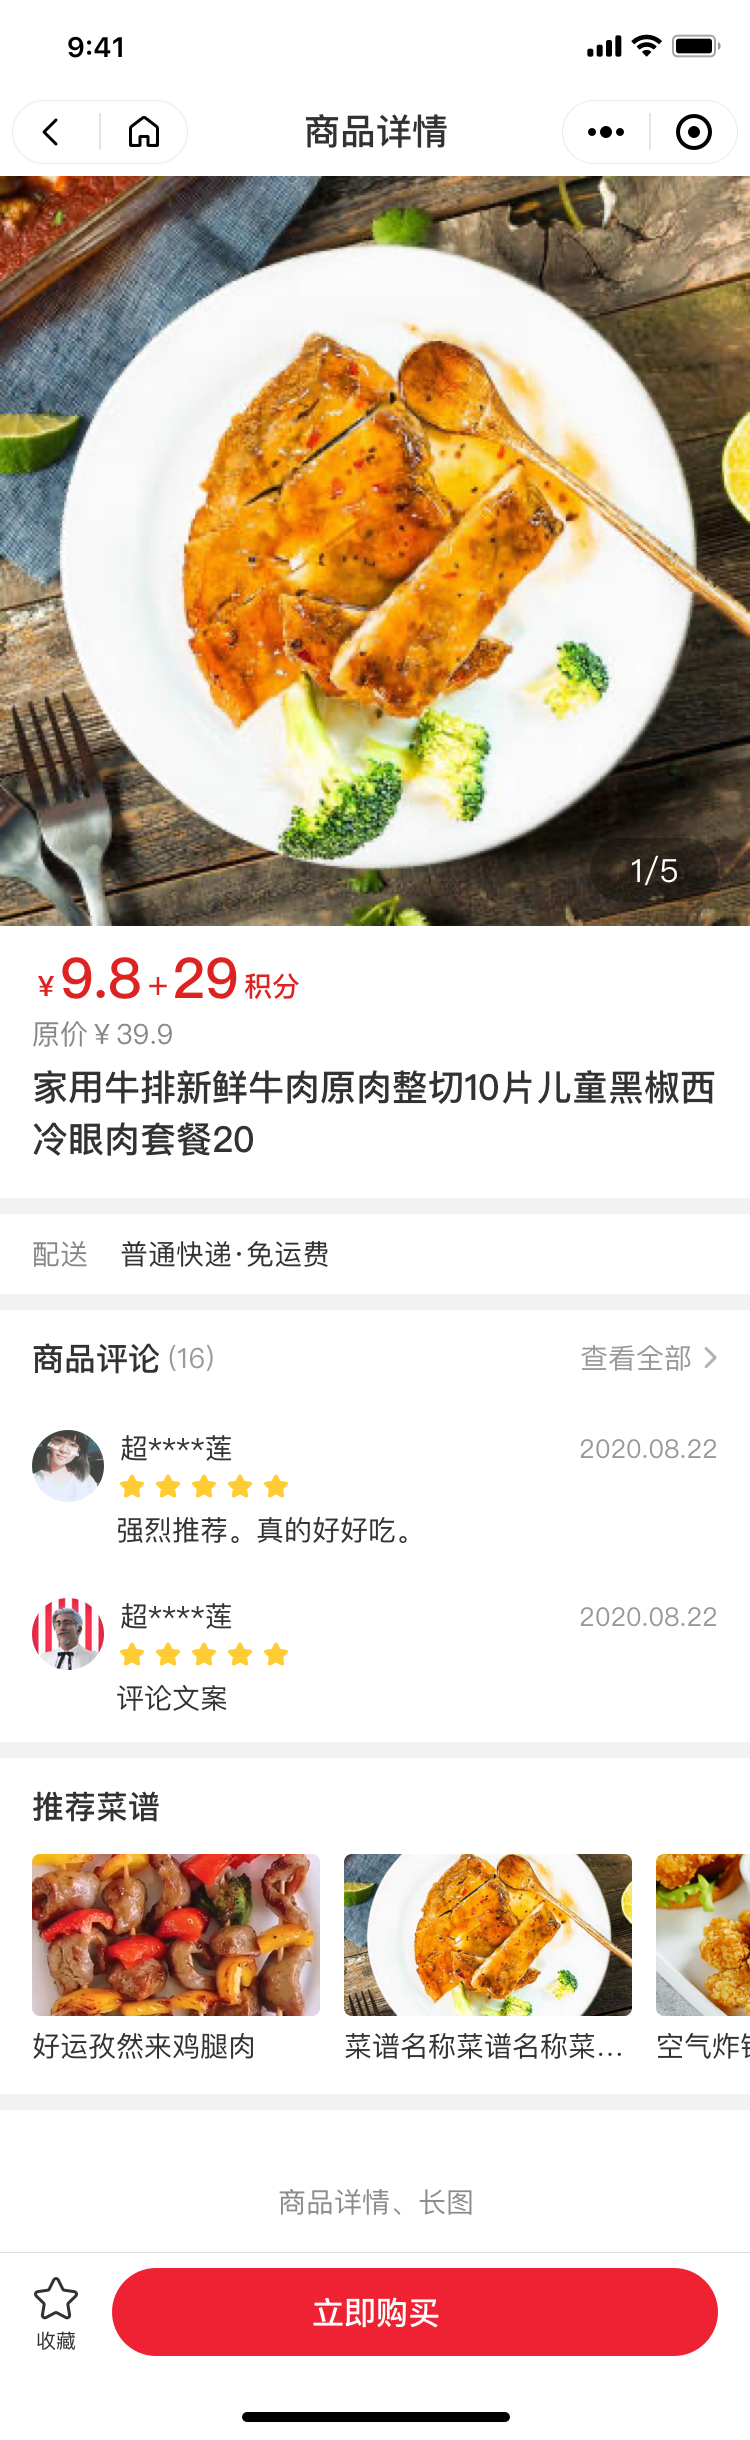 9:41
商品详情
1/5
¥9.8+29积分
原价¥39.9
家用牛排新鲜牛肉原肉整切10片儿童黑椒西
冷眼肉套餐20
配送 普通快递·免运费
商品评论(16) 查看全部
超****莲 2020.08.22
强烈推荐。真的好好吃。
超****莲 2020.08.22
评论文案
推荐菜谱
好运孜然来鸡腿肉 菜谱名称菜谱名称菜... 空气炸
商品详情、长图
收藏 立即购买